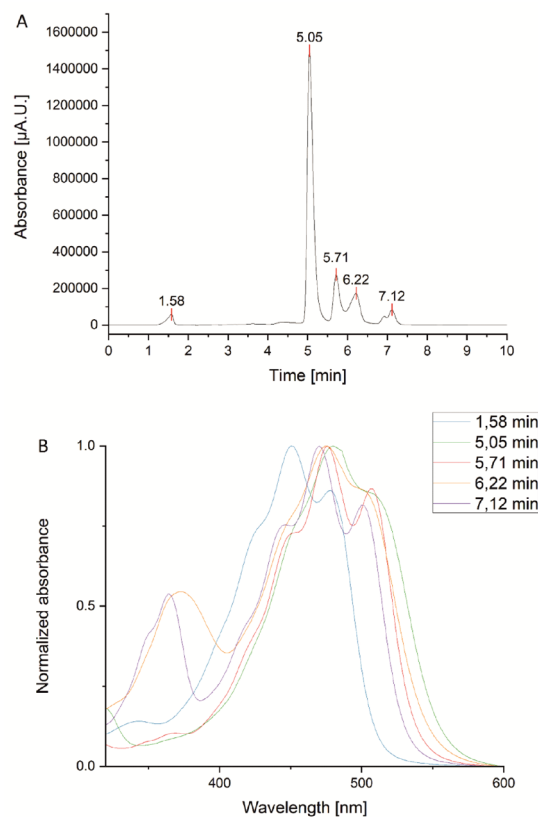 A
5.05
1600000
1400000
1200000
1000000
800000
600000
400000
200000
0
Absorbance [µA.U.]
1.58
5.71
6.22
7.12
0 1 2 3 4 5 6 7 8 9 10
Time [min]
B
1,58 min
5,05 min
5,71 min
6,22 min
7,12 min
1.0
0.5
0.0
Normalized absorbance
400 500 600
Wavelength [nm]